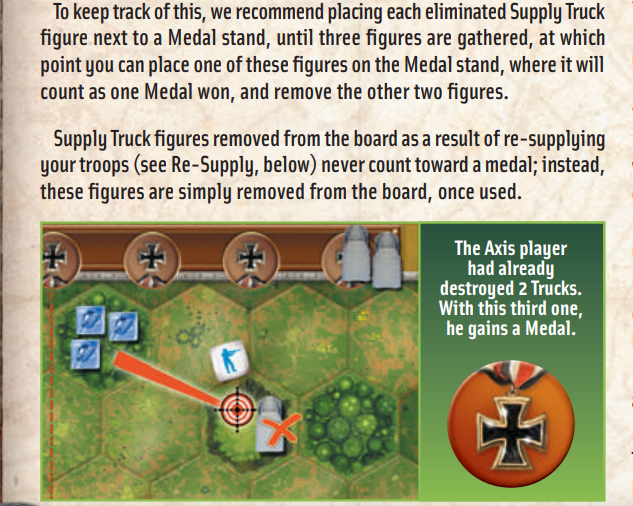 To keep track of this, we recommend placing each eliminated Supply Truck
figure next to a Medal stand, until three figures are gathered, at which
point you can place one of these figures on the Medal stand, where it will
count as one Medal won, and remove the other two figures.
Supply Truck figures removed from the board as a result of re-supplying
your troops (see Re-Supply, below) never count toward a medal; instead,
these figures are simply removed from the board, once used.
The Axis player
had already
destroyed 2 Trucks.
With this third one,
he gains a Medal.